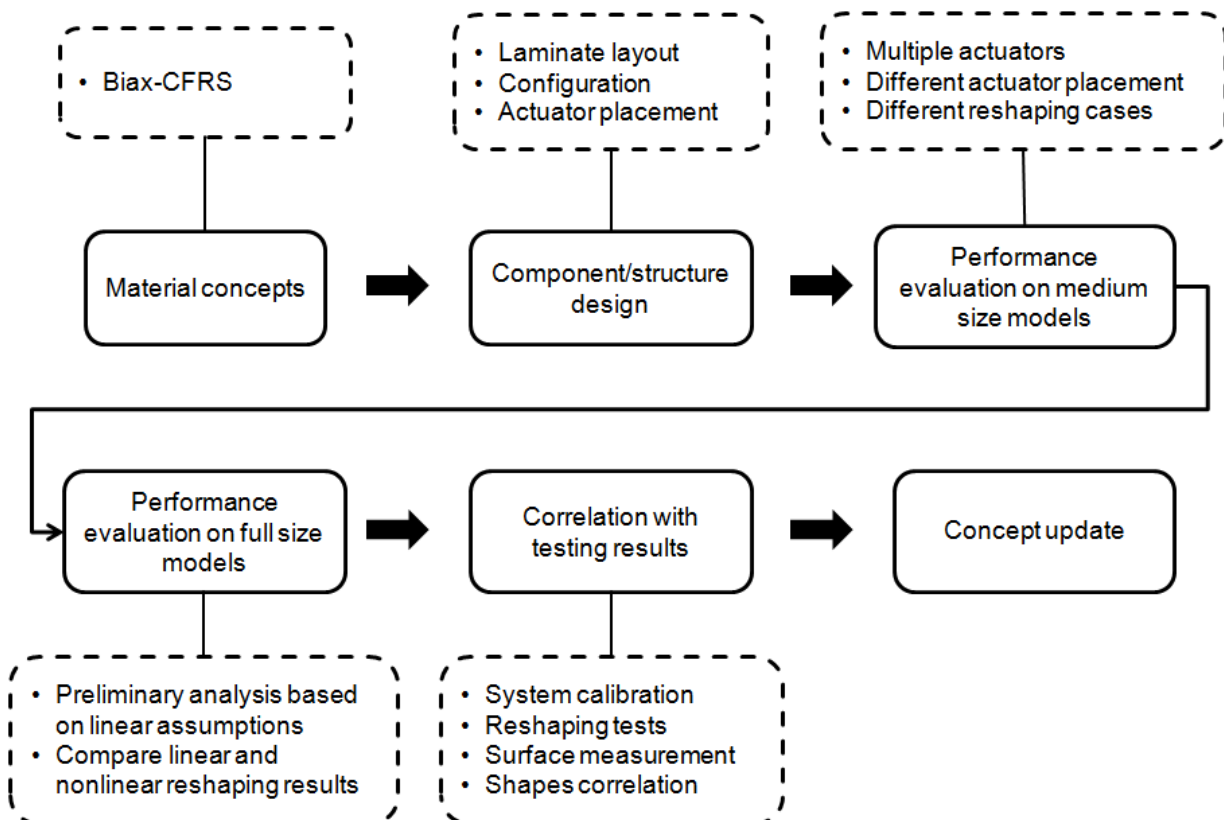 • Biax-CFRS
• Laminate layout
• Configuration
• Actuator placement
• Multiple actuators
• Different actuator placement
• Different reshaping cases
Material concepts
Component/structure
design
Performance
evaluation on medium
size models
Performance
evaluation on full size
models
Correlation with
testing results
Concept update
• Preliminary analysis based
on linear assumptions
• Compare linear and
nonlinear reshaping results
• System calibration
• Reshaping tests
• Surface measurement
• Shapes correlation